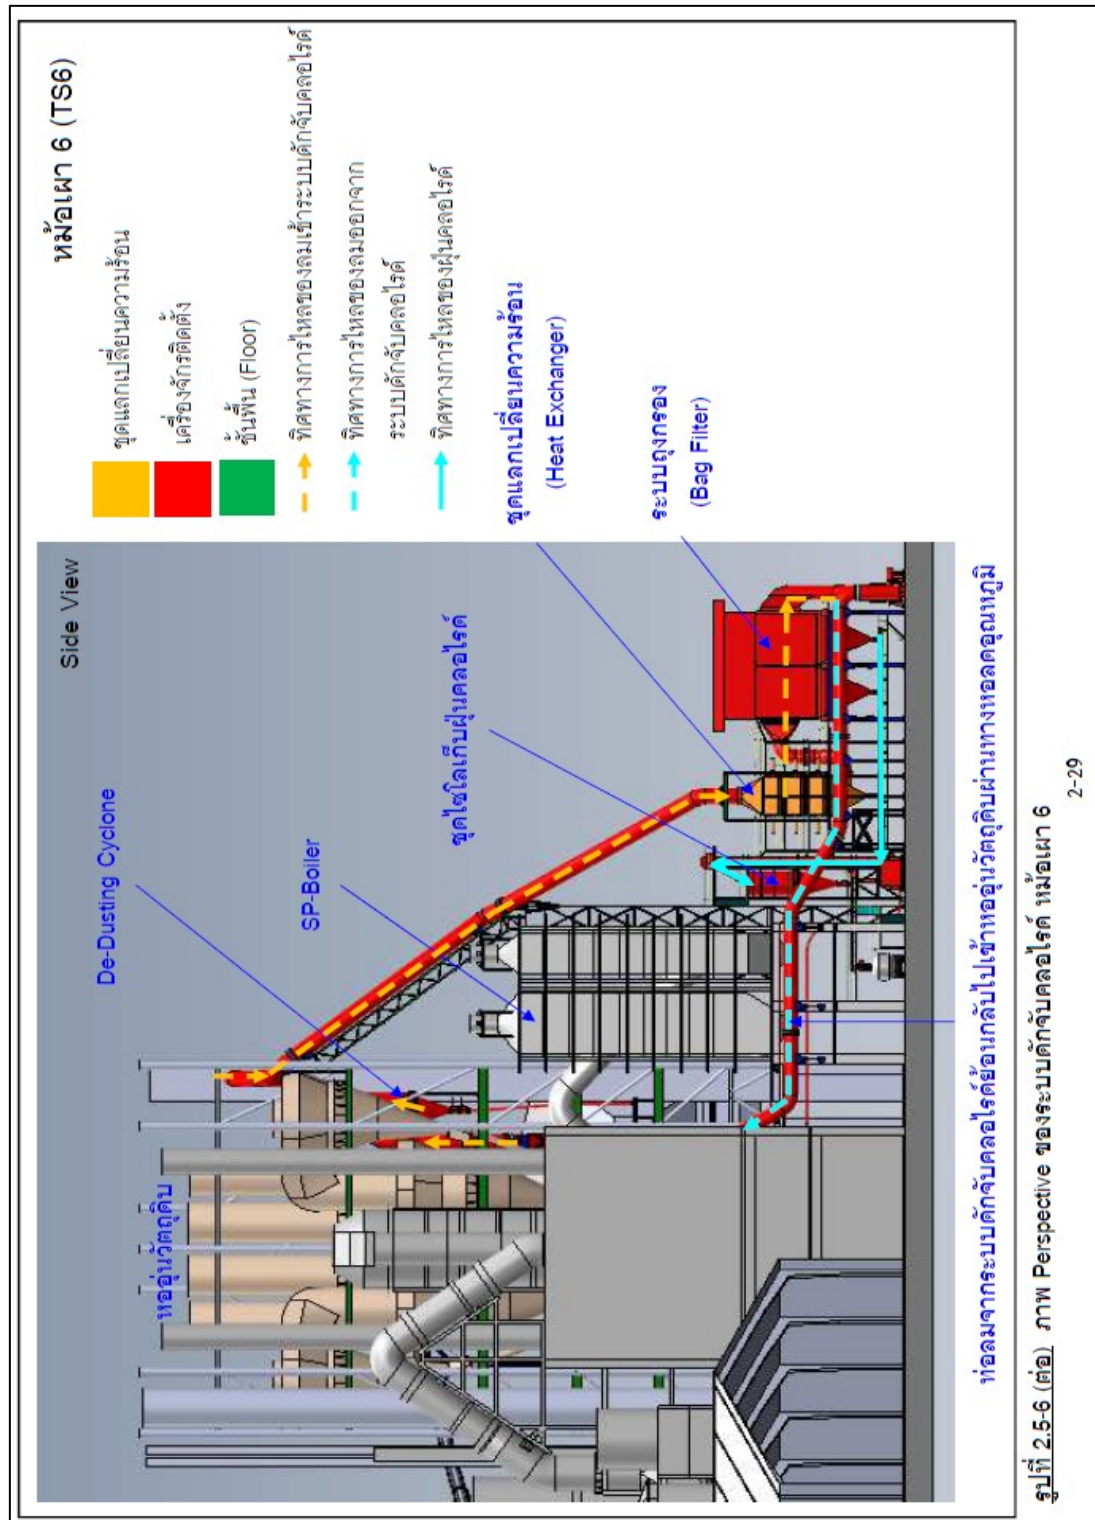 หม้อเผา 6 (TS6)
ชุดแลกเปลี่ยนความร้อน
เครื่องจักรติดตั้ง
ชั้นพื้น (Floor)
ทิศทางการไหลของลมเข้าระบบดักจับคลอไรด์
ทิศทางการไหลของลมออกจาก
ระบบดักจับคลอไรด์
ทิศทางการไหลของฝุ่นคลอไรด์
Side View
De-Dusting Cyclone
หออุ่นวัตถุดิบ
SP-Boiler
ชุดไซโลเก็บฝุ่นคลอไรด์
ชุดแลกเปลี่ยนความร้อน
(Heat Exchanger)
ระบบถุงกรอง
(Bag Filter)
ท่อลมจากระบบดักจับคลอไรด์ย้อนกลับไปเข้าหออุ่นวัตถุดิบผ่านทางหอลดอุณหภูมิ
รูปที่ 2.5-6 (ต่อ) ภาพ Perspective ของระบบดักจับคลอไรด์ หม้อเผา 6
2-29